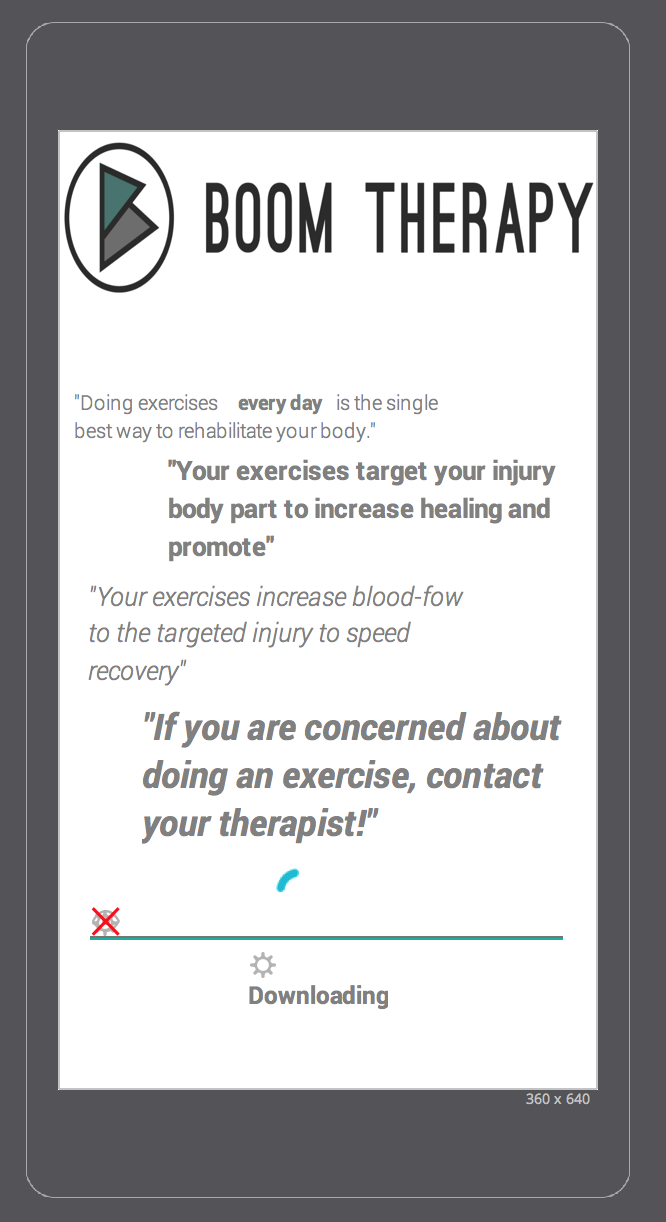 BOOM THERAPY
"Doing exercises every day is the single
best way to rehabilitate your body."
"Your exercises target your injury
body part to increase healing and
promote"
"Your exercises increase blood-fow
to the targeted injury to speed
recovery"
"If you are concerned about
doing an exercise, contact
your therapist!"
Downloading
360 x 640